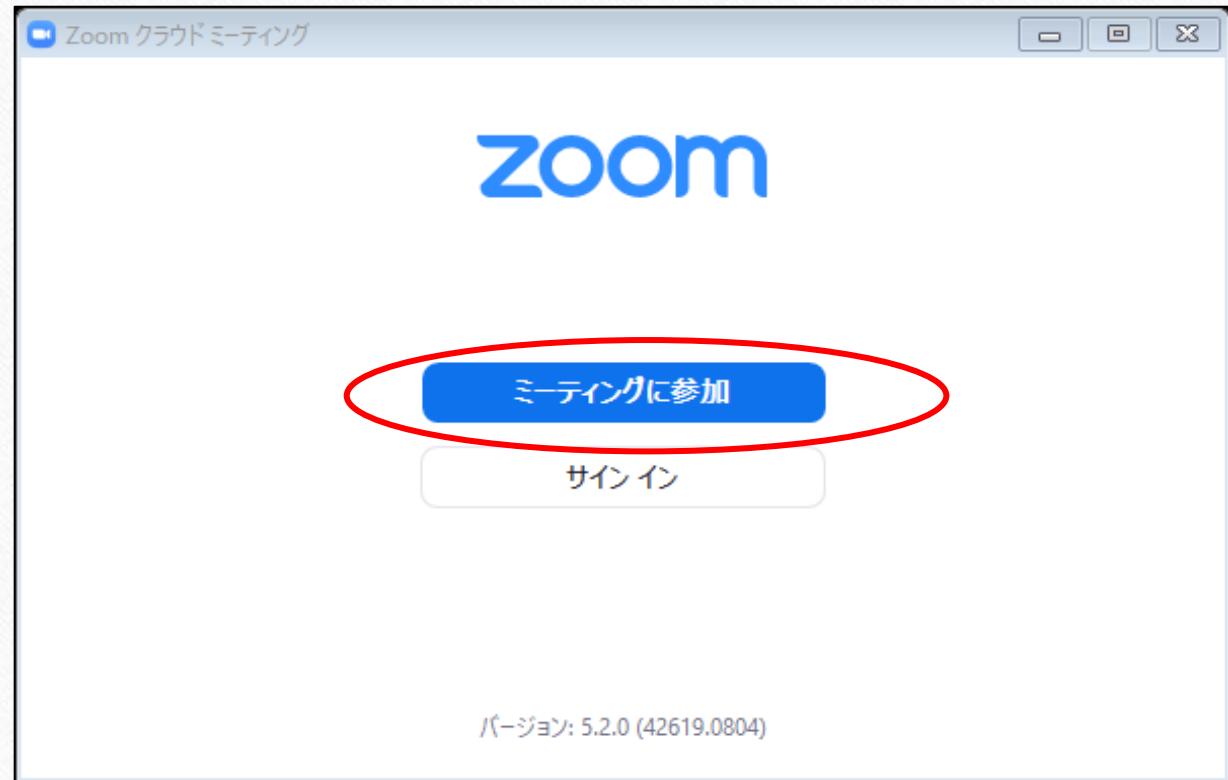 Zoom クラウド ミーティング
zoom
ミーティングに参加
サイン イン
バージョン: 5.2.0 (42619.0804)